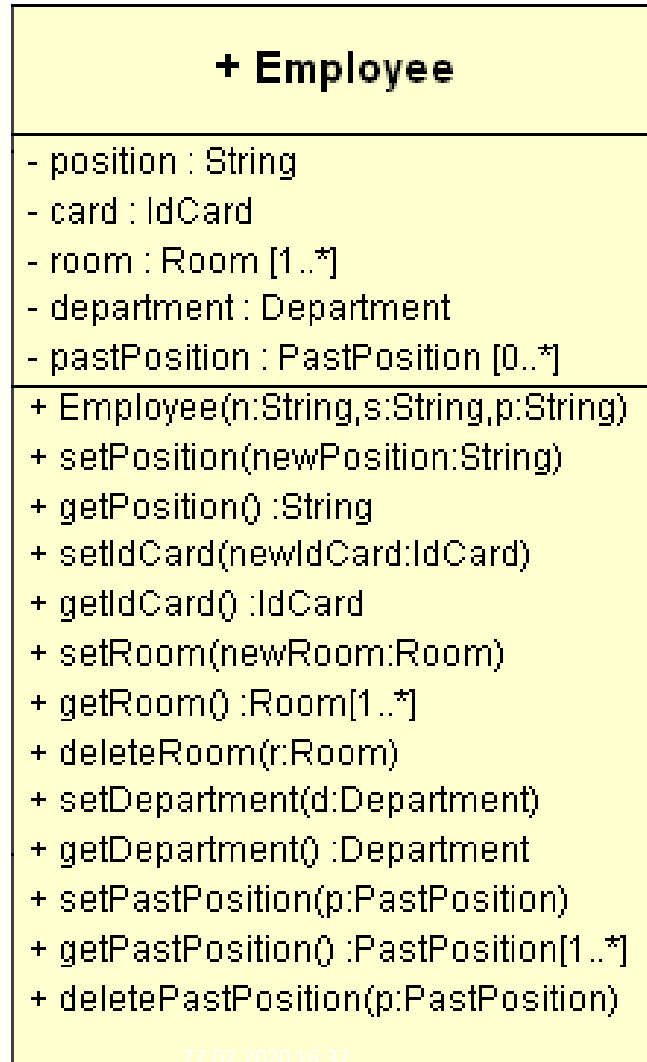 + Employee
- position : String
- card : IdCard
- room : Room [1..*]
- department : Department
- pastPosition : PastPosition [0..*]
+ Employee(n:String,s:String,p:String)
+ setPosition(newPosition:String)
+ getPosition() :String
+ setIdCard(newIdCard:IdCard)
+ getIdCard() :IdCard
+ setRoom(newRoom:Room)
+ getRoom() :Room[1..*]
+ deleteRoom(r:Room)
+ setDepartment(d:Department)
+ getDepartment() :Department
+ setPastPosition(p:PastPosition)
+ getPastPosition() :PastPosition[1..*]
+ deletePastPosition(p:PastPosition)